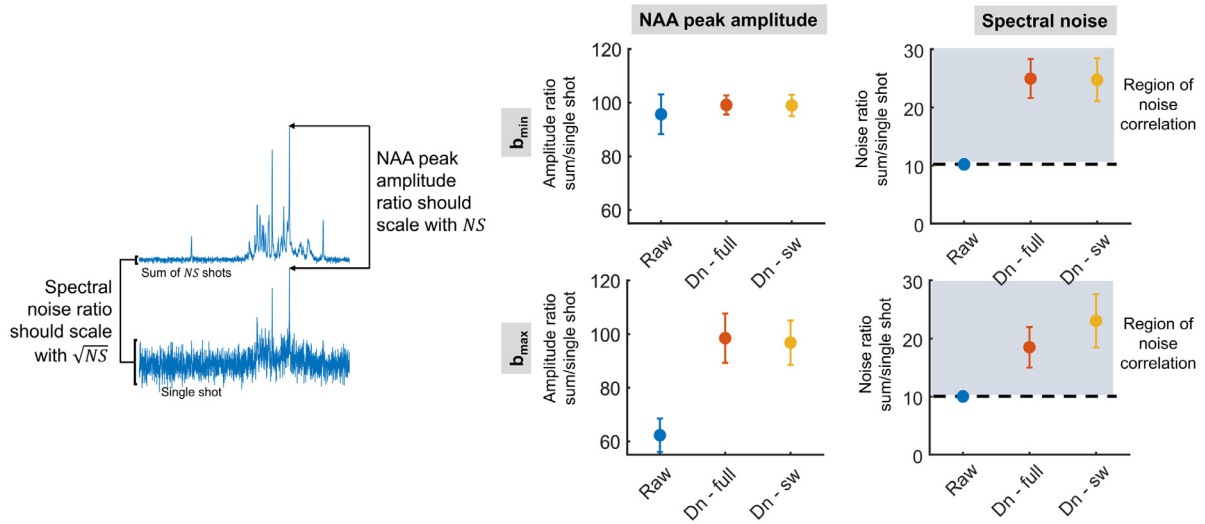 NAA peak amplitude
Spectral noise
NAA peak
amplitude
ratio should
scale with NS
Sum of NS shots
Spectral
noise ratio
should scale
with √NS
Single shot
b_min
Amplitude ratio
sum/single shot
120
100
80
60
Raw
Dn - full
Dn - sw
Noise ratio
sum/single shot
30
20
10
0
Raw
Dn - full
Dn - sw
Region of
noise
correlation
b_max
Amplitude ratio
sum/single shot
120
100
80
60
Raw
Dn - full
Dn - sw
Noise ratio
sum/single shot
30
20
10
0
Raw
Dn - full
Dn - sw
Region of
noise
correlation